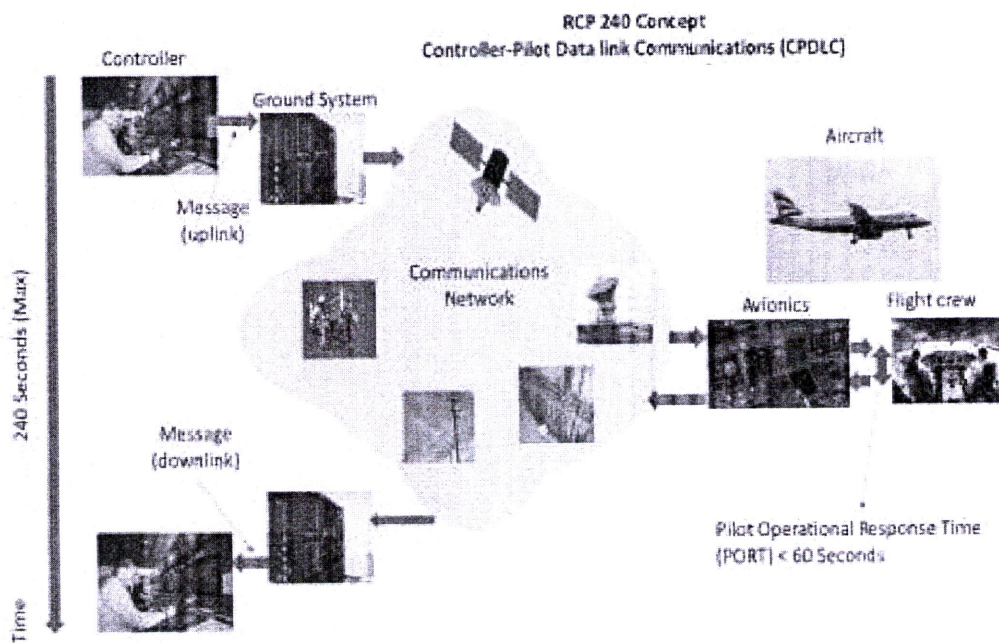 RCP 240 Concept
Controller-Pilot Data link Communications (CPDLC)
Controller
Ground System
Aircraft
Message
(uplink)
Communications
Network
Avionics
Flight crew
240 Seconds (Max)
Message
(downlink)
Pilot Operational Response Time
(PORT) < 60 Seconds
Time